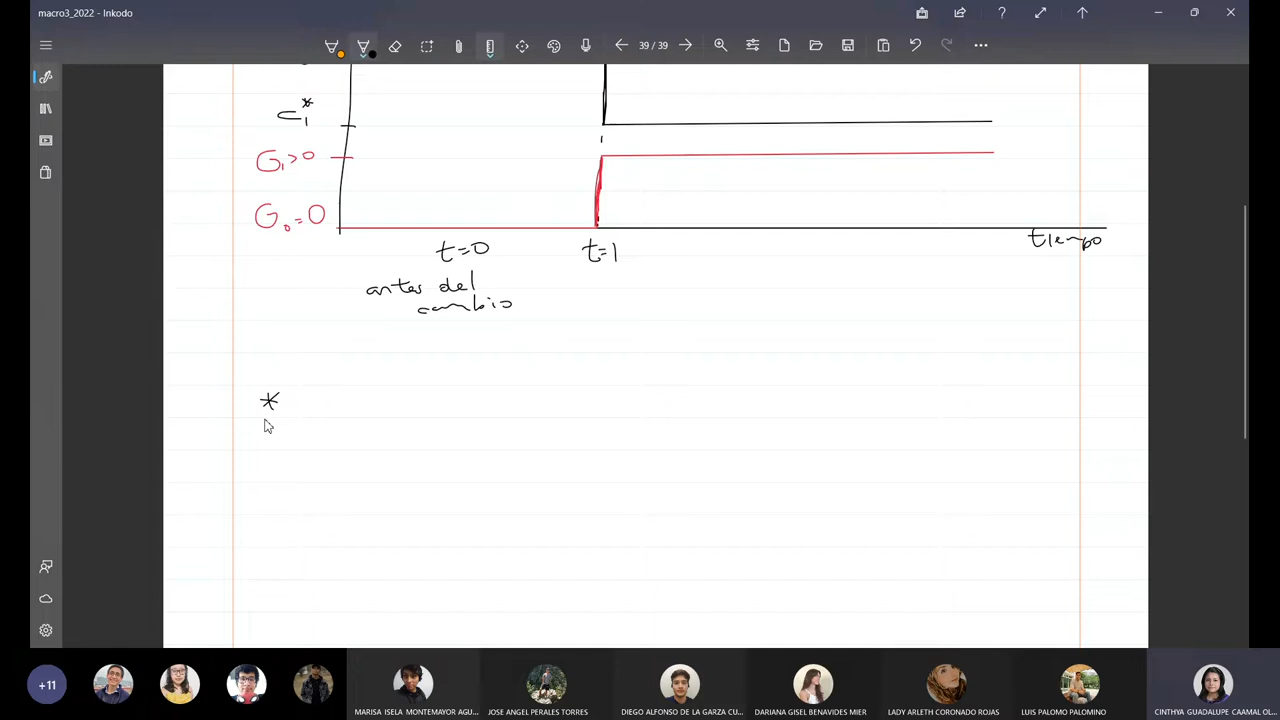 macro3_2022 - Inkodo
39 / 39
C₁*
G₁>0
G₀=0
t=0
t=1
tiempo
antes del
cambio
*
+11
MARISA ISELA MONTEMAYOR AGU...
JOSE ANGEL PERALES TORRES
DIEGO ALFONSO DE LA GARZA CU...
DARIANA GISEL BENAVIDES MIER
LADY ARLETH CORONADO ROJAS
LUIS PALOMO PALOMINO
CINTHYA GUADALUPE CAAMAL OL...